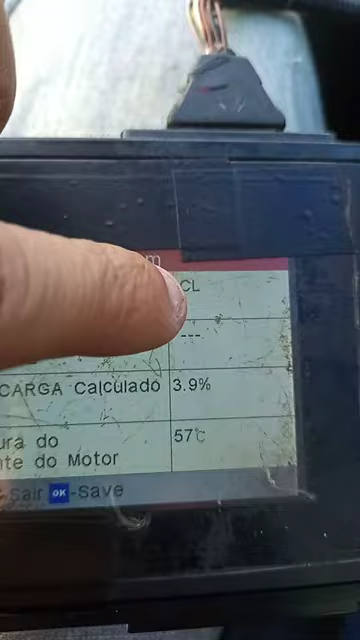 m
CL
---
CARGA Calculado 3.9%
ura do
nte do Motor
57℃
Sair OK-Save